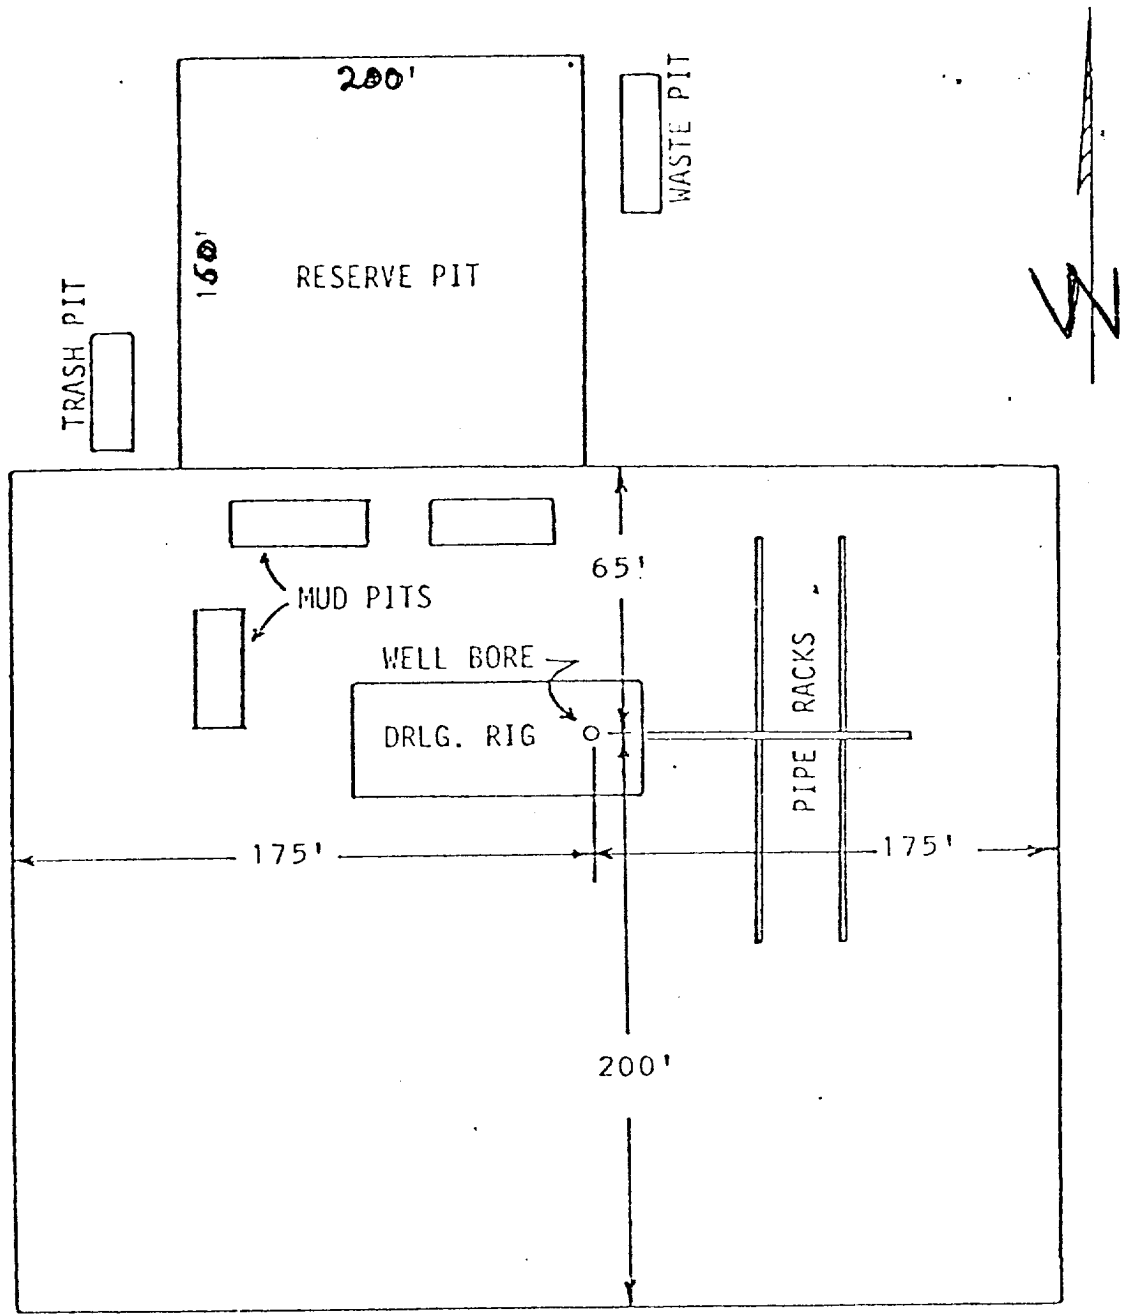 200'
WASTE PIT
RESERVE PIT
TRASH PIT
65'
MUD PITS
WELL BORE
DRLG. RIG
PIPE RACKS
175'
175'
200'